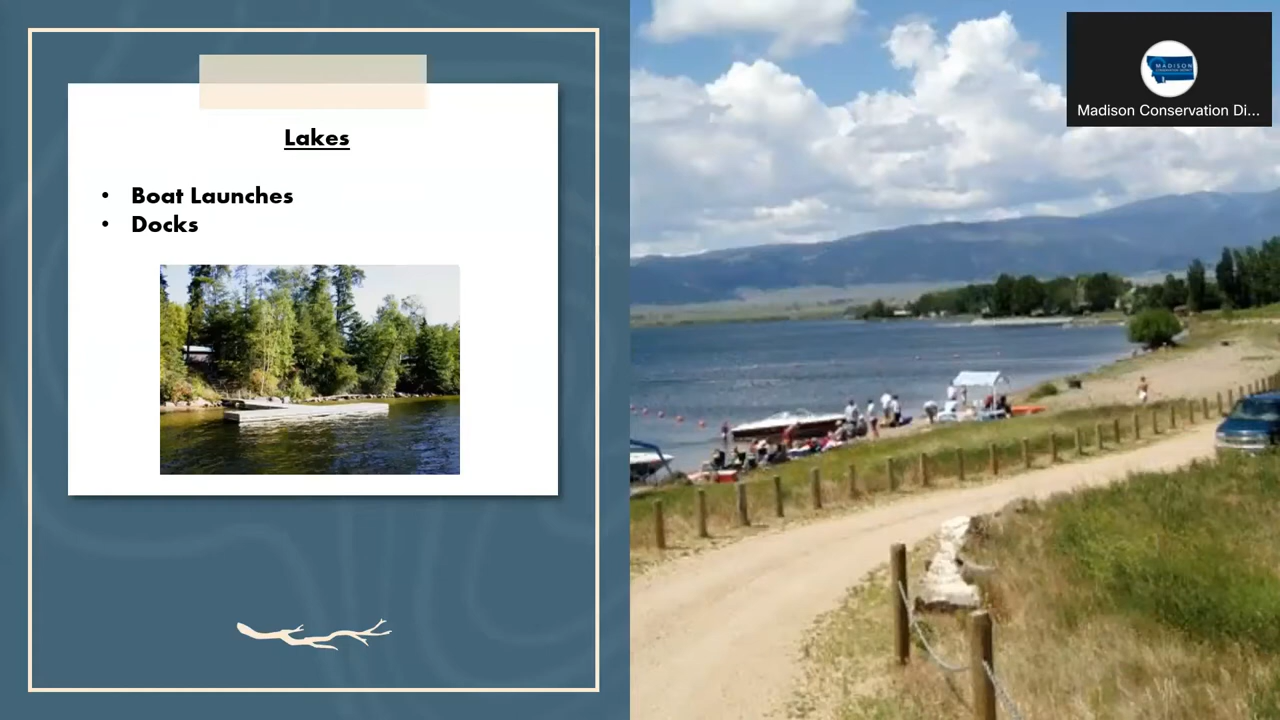 Lakes
• Boat Launches
• Docks
MADISON
Madison Conservation Di...